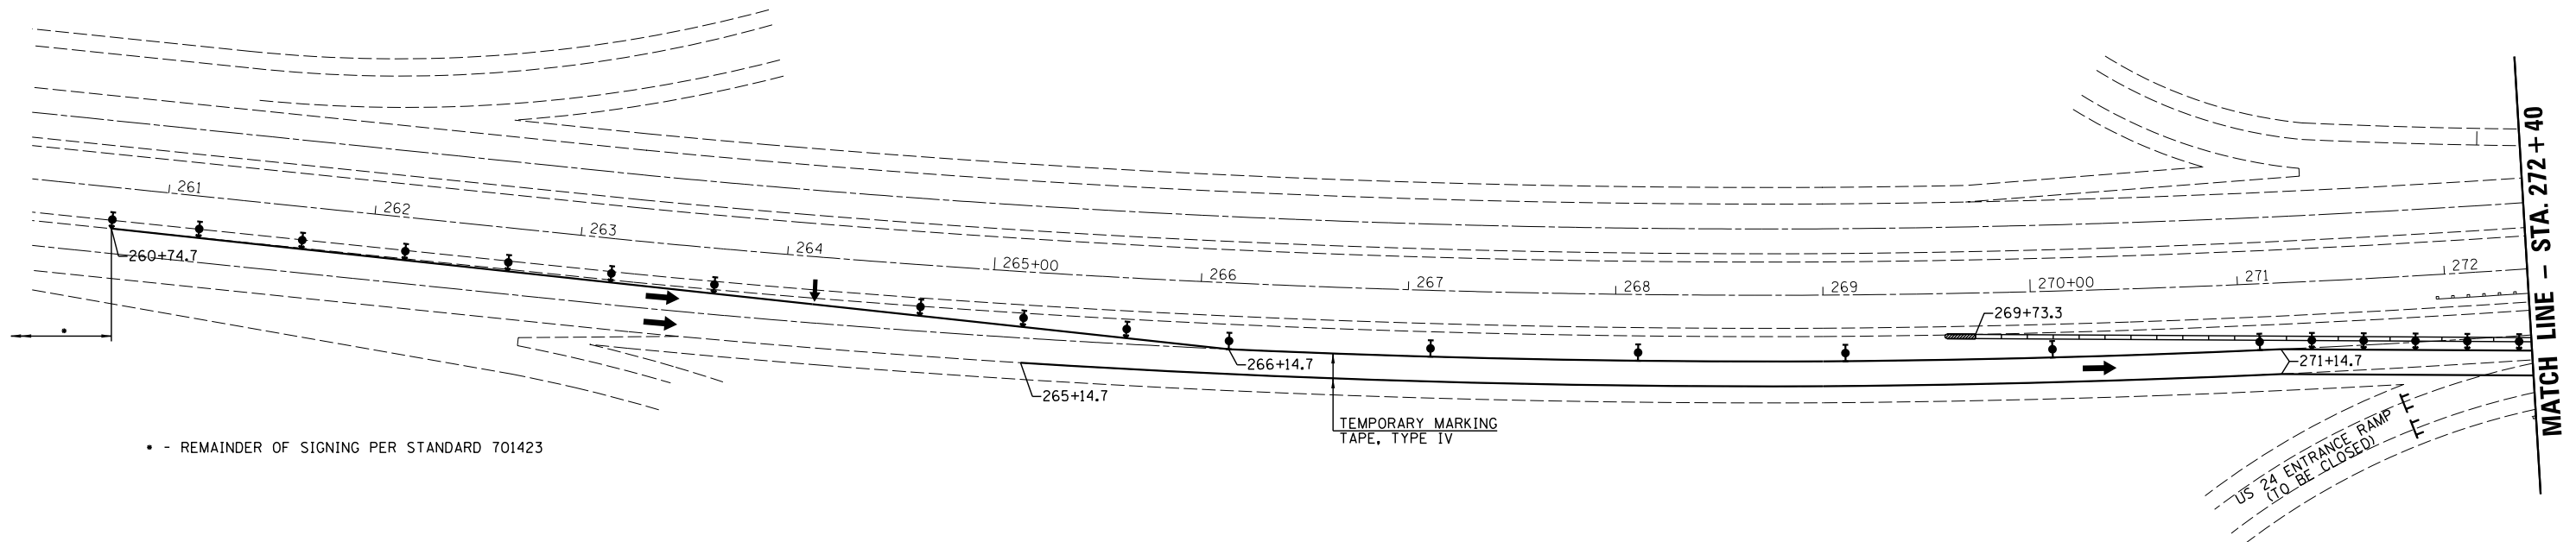 261
262
263
264
265+00
266
267
268
269
270+00
271
272
260+74.7
266+14.7
265+14.7
269+73.3
271+14.7
TEMPORARY MARKING
TAPE, TYPE IV
• - REMAINDER OF SIGNING PER STANDARD 701423
US 24 ENTRANCE RAMP
(TO BE CLOSED)
MATCH LINE - STA. 272+40